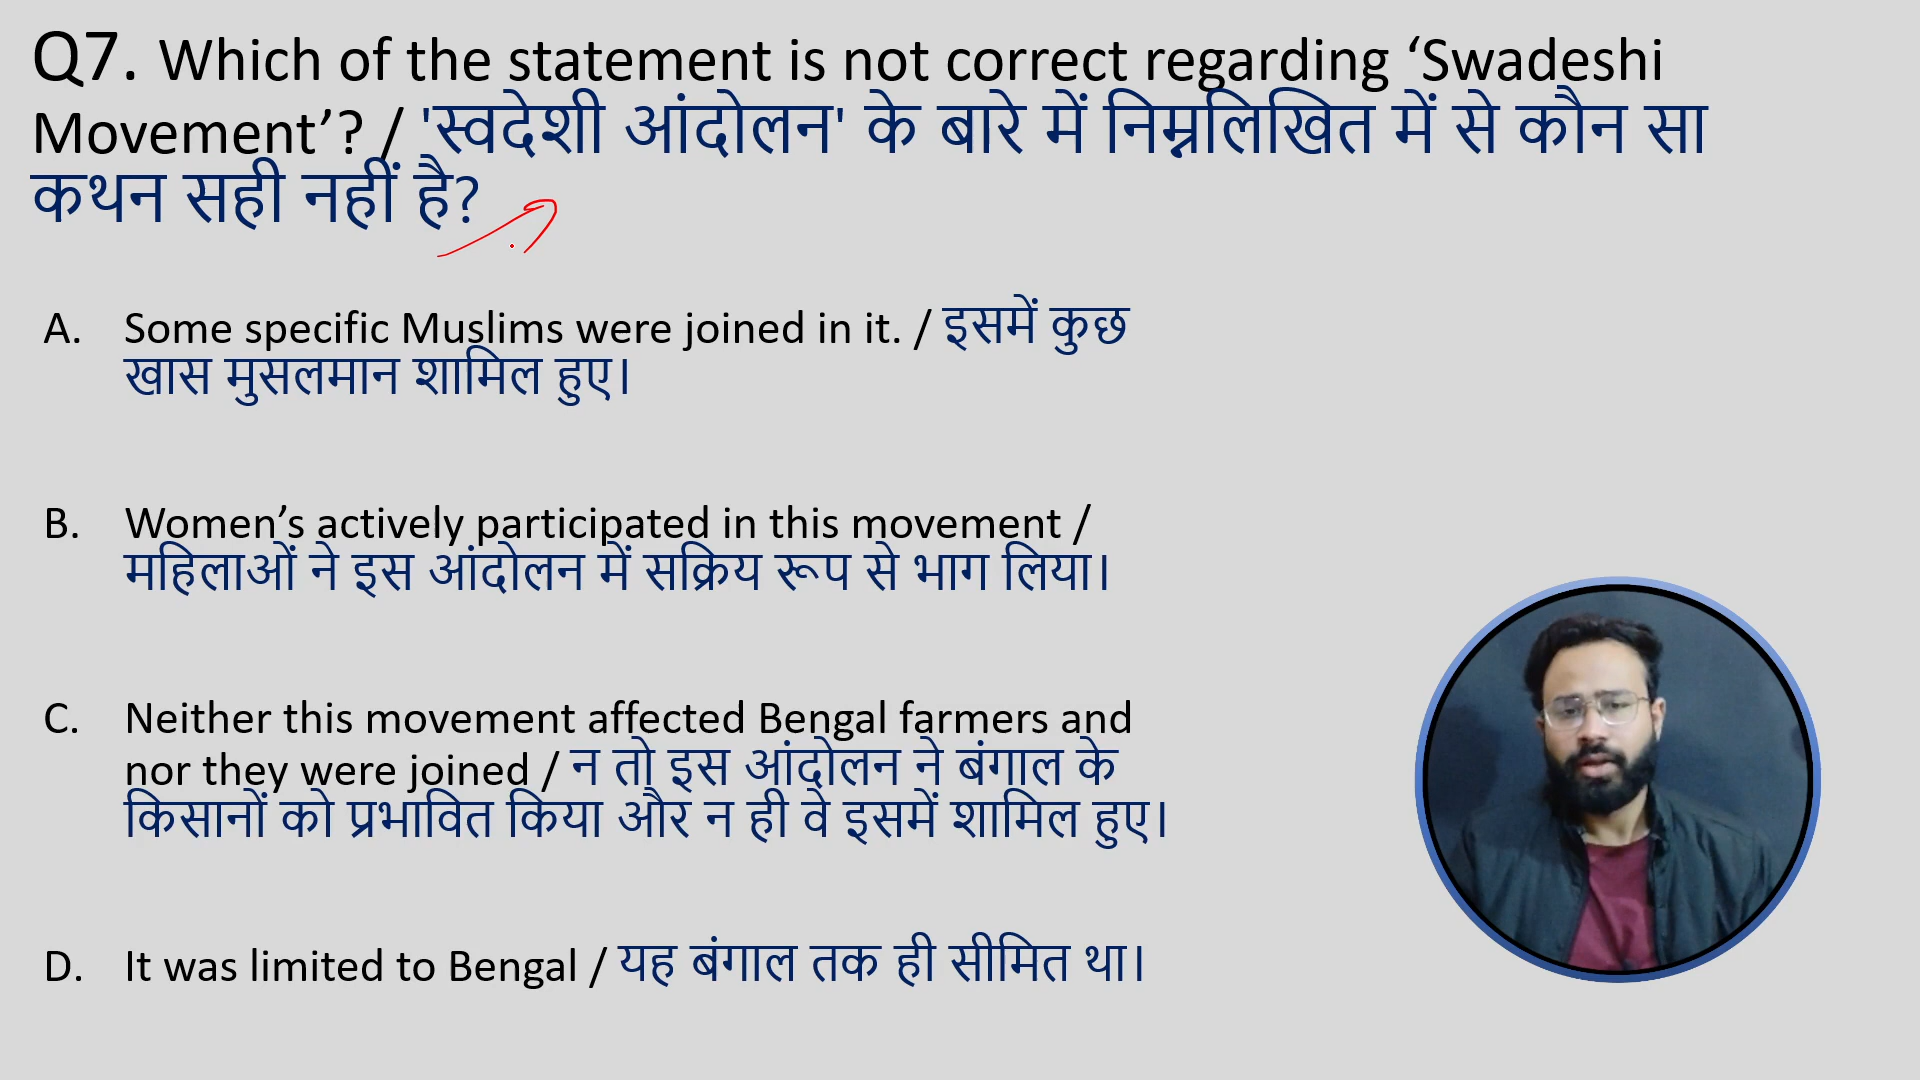 Q7. Which of the statement is not correct regarding ‘Swadeshi
Movement’? / 'स्वदेशी आंदोलन' के बारे में निम्नलिखित में से कौन सा
कथन सही नहीं है?
A. Some specific Muslims were joined in it. / इसमें कुछ
खास मुसलमान शामिल हुए।
B. Women’s actively participated in this movement /
महिलाओं ने इस आंदोलन में सक्रिय रूप से भाग लिया।
C. Neither this movement affected Bengal farmers and
nor they were joined / न तो इस आंदोलन ने बंगाल के
किसानों को प्रभावित किया और न ही वे इसमें शामिल हुए।
D. It was limited to Bengal / यह बंगाल तक ही सीमित था।